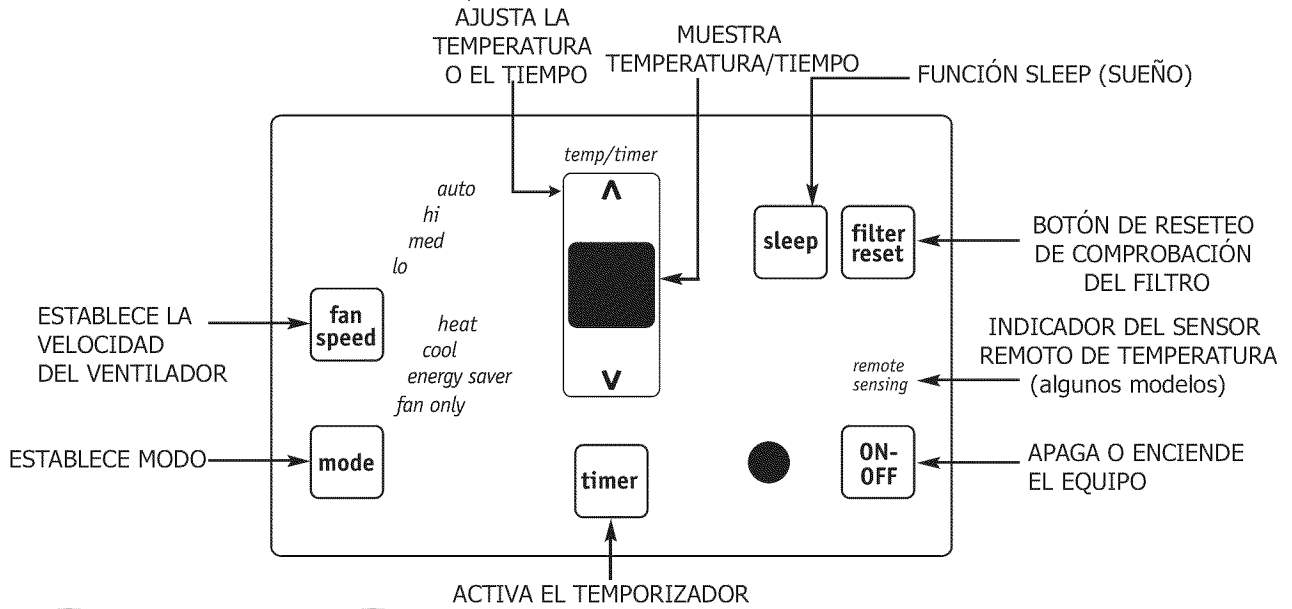 AJUSTA LA
TEMPERATURA
O EL TIEMPO
MUESTRA
TEMPERATURA/TIEMPO
FUNCIÓN SLEEP (SUEÑO)
temp/timer
auto
hi
med
lo
sleep
filter
reset
BOTÓN DE RESETEO
DE COMPROBACIÓN
DEL FILTRO
ESTABLECE LA
VELOCIDAD
DEL VENTILADOR
fan
speed
heat
cool
energy saver
fan only
remote
sensing
INDICADOR DEL SENSOR
REMOTO DE TEMPERATURA
(algunos modelos)
ESTABLECE MODO
mode
timer
ON-
OFF
APAGA O ENCIENDE
EL EQUIPO
ACTIVA EL TEMPORIZADOR